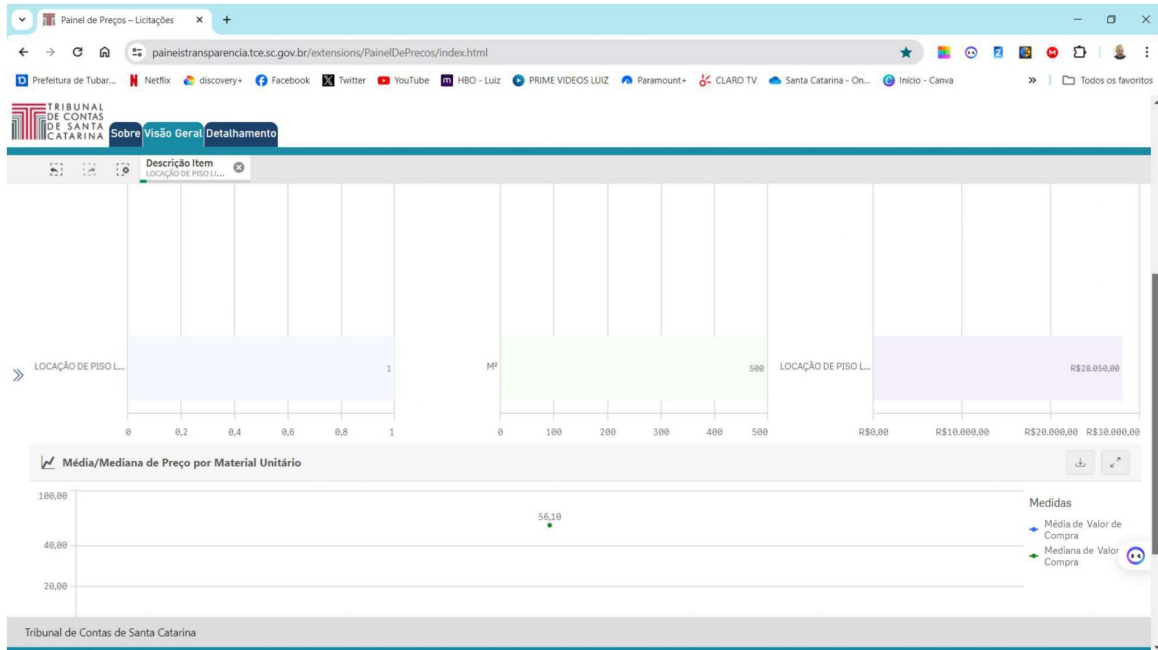 Painel de Preços – Licitações
paineistransparencia.tce.sc.gov.br/extensions/PainelDePrecos/index.html
Prefeitura de Tubar... Netflix discovery+ Facebook Twitter YouTube HBO - Luiz PRIME VIDEOS LUIZ Paramount+ CLARO TV Santa Catarina - On... Início - Canva Todos os favoritos
TRIBUNAL
DE CONTAS
DE SANTA
CATARINA
Sobre Visão Geral Detalhamento
Descrição Item
LOCAÇÃO DE PISO LI...
LOCAÇÃO DE PISO L... 1 M² 500 LOCAÇÃO DE PISO L... R$28.050,00
0 0,2 0,4 0,6 0,8 1 0 100 200 300 400 500 R$0,00 R$10.000,00 R$20.000,00 R$30.000,00
Média/Mediana de Preço por Material Unitário
100,00
56,10
40,00
20,00
Medidas
Média de Valor de
Compra
Mediana de Valor
Compra
Tribunal de Contas de Santa Catarina